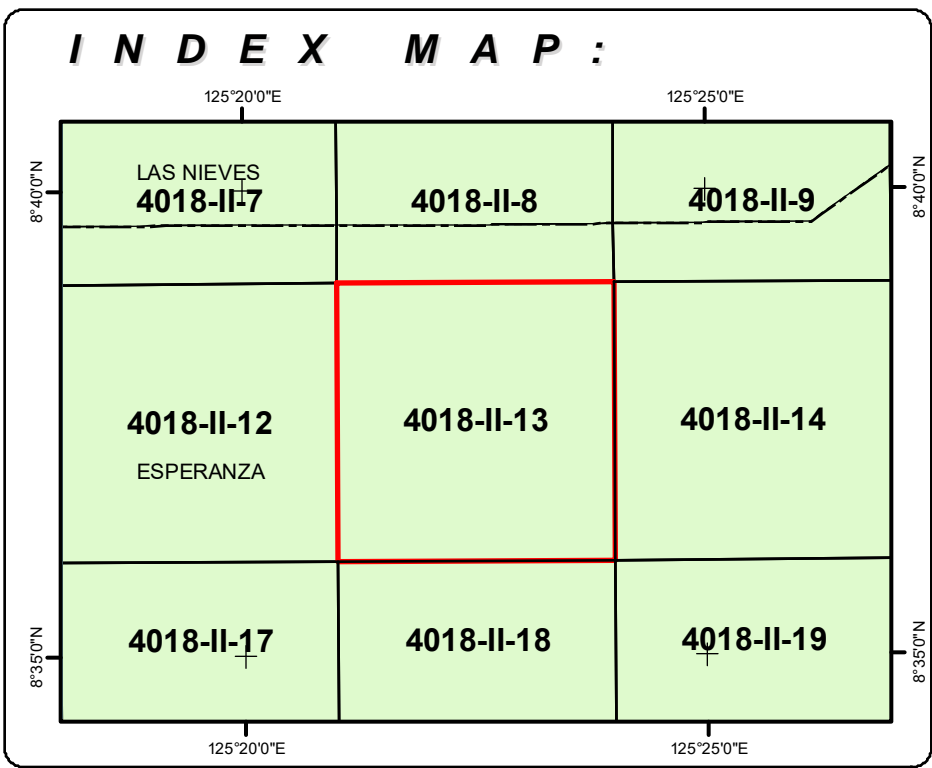 INDEX MAP:
125°20'0"E 125°25'0"E
8°40'0"N 8°40'0"N
LAS NIEVES
4018-II-7 4018-II-8 4018-II-9
4018-II-12 4018-II-13 4018-II-14
ESPERANZA
4018-II-17 4018-II-18 4018-II-19
8°35'0"N 8°35'0"N
125°20'0"E 125°25'0"E